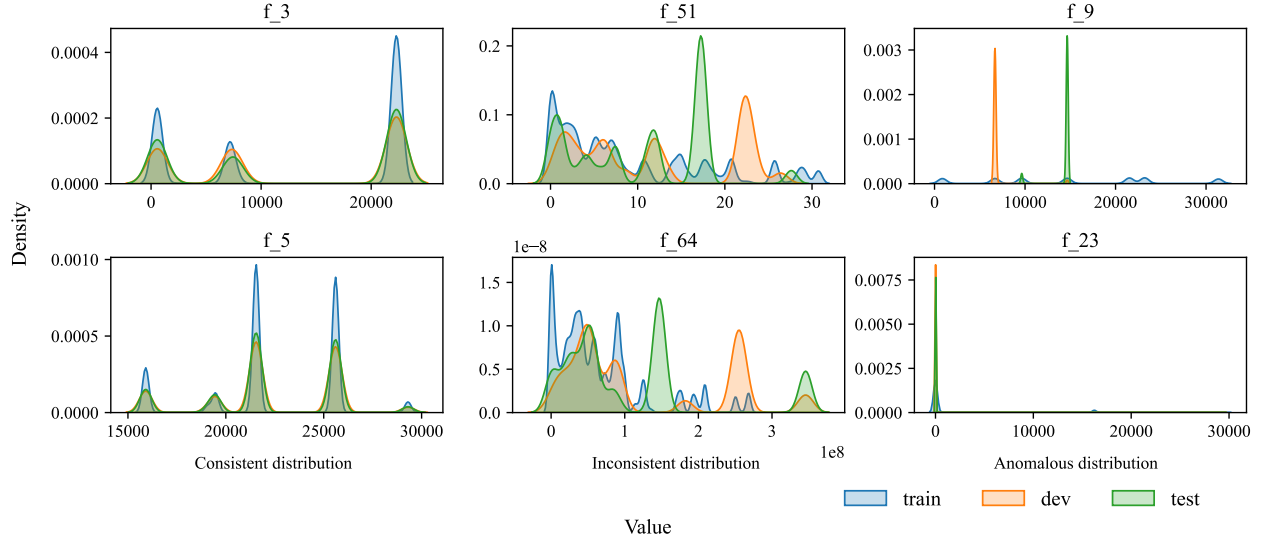 f_3
f_51
f_9
0.0004
0.0002
0.0000
0 10000 20000
0.2
0.1
0.0
0 10 20 30
0.003
0.002
0.001
0.000
0 10000 20000 30000
Density
f_5
f_64
f_23
0.0010
0.0005
0.0000
15000 20000 25000 30000
1e−8
1.5
1.0
0.5
0.0
0 1 2 3
1e8
0.0075
0.0050
0.0025
0.0000
0 10000 20000 30000
Consistent distribution
Inconsistent distribution
Anomalous distribution
train dev test
Value